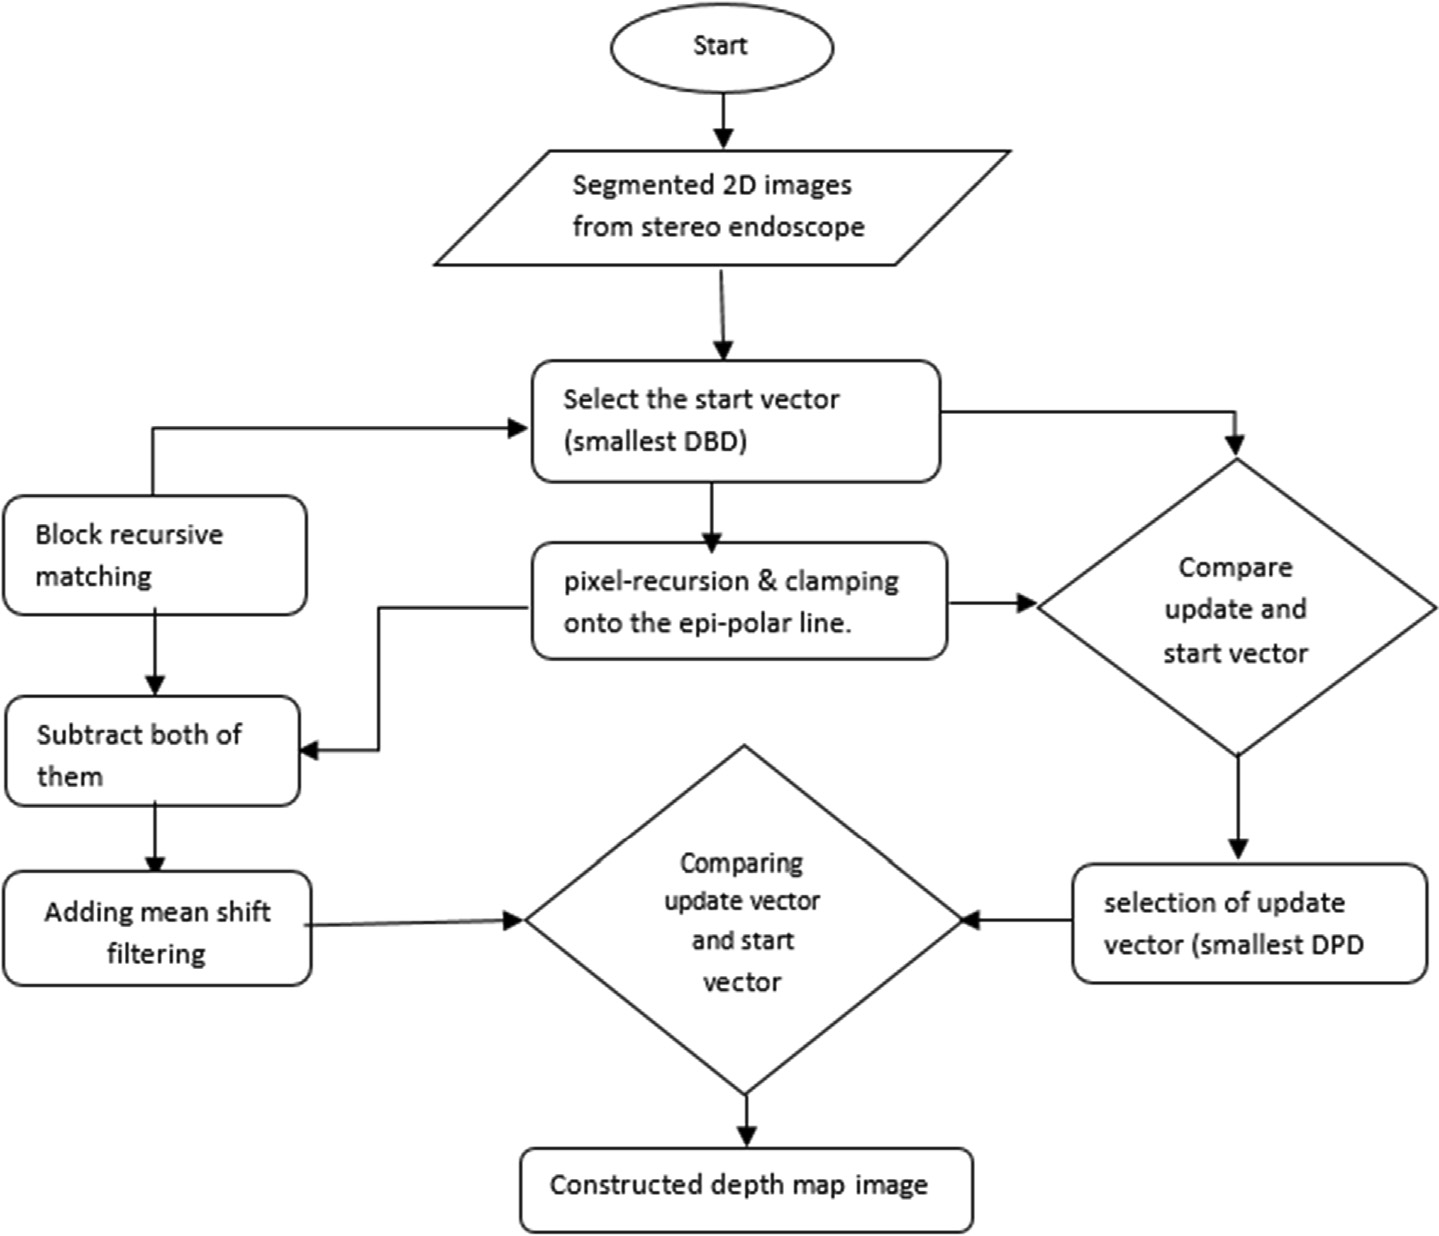 Start
Segmented 2D images
from stereo endoscope
Select the start vector
(smallest DBD)
Block recursive
matching
pixel-recursion & clamping
onto the epi-polar line.
Compare
update and
start vector
Subtract both of
them
Comparing
update vector
and start
vector
Adding mean shift
filtering
selection of update
vector (smallest DPD
Constructed depth map image